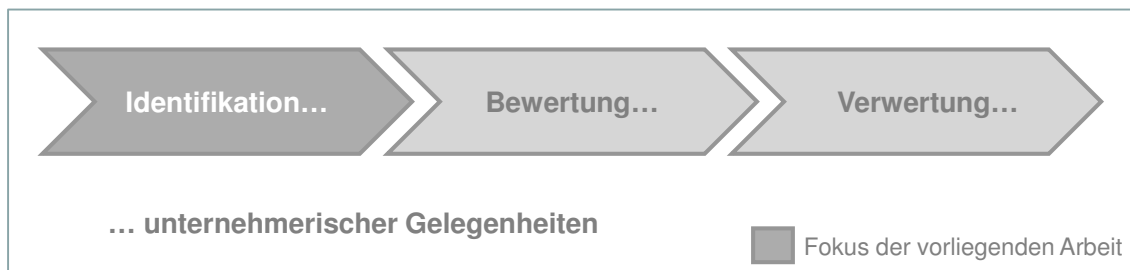 Identifikation…
Bewertung…
Verwertung…
… unternehmerischer Gelegenheiten
Fokus der vorliegenden Arbeit